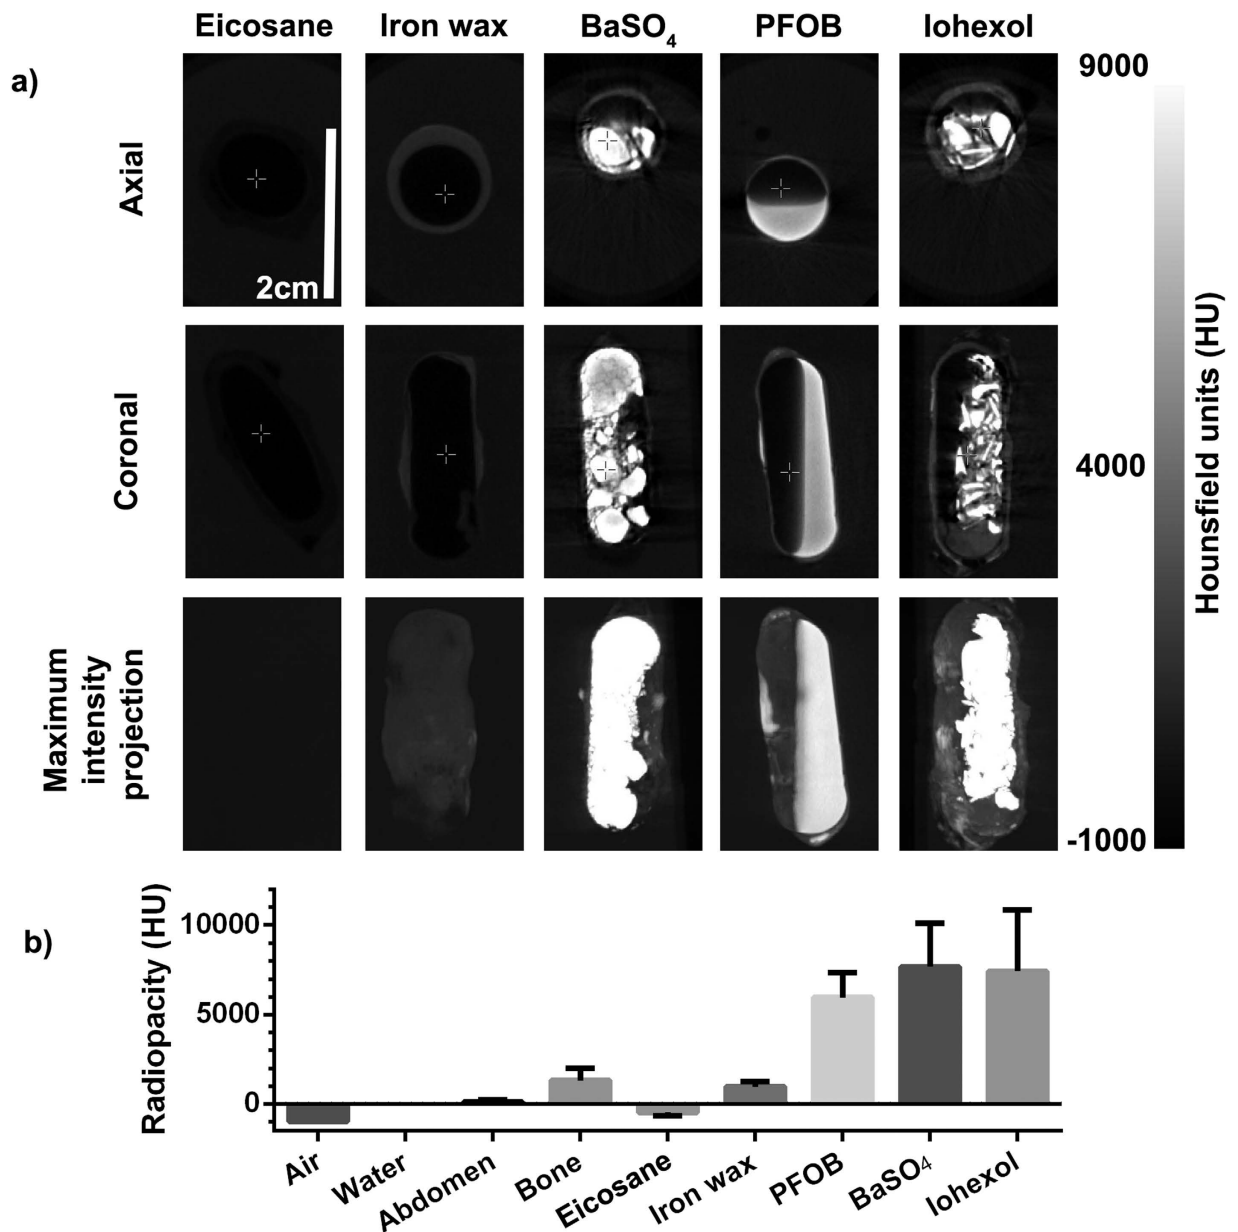 Eicosane Iron wax BaSO₄ PFOB Iohexol
a)
9000
Axial
2cm
Coronal
4000
Hounsfield units (HU)
Maximum
intensity
projection
-1000
b)
Radiopacity (HU)
10000
5000
0
Air Water Abdomen Bone Eicosane Iron wax PFOB BaSO₄ Iohexol